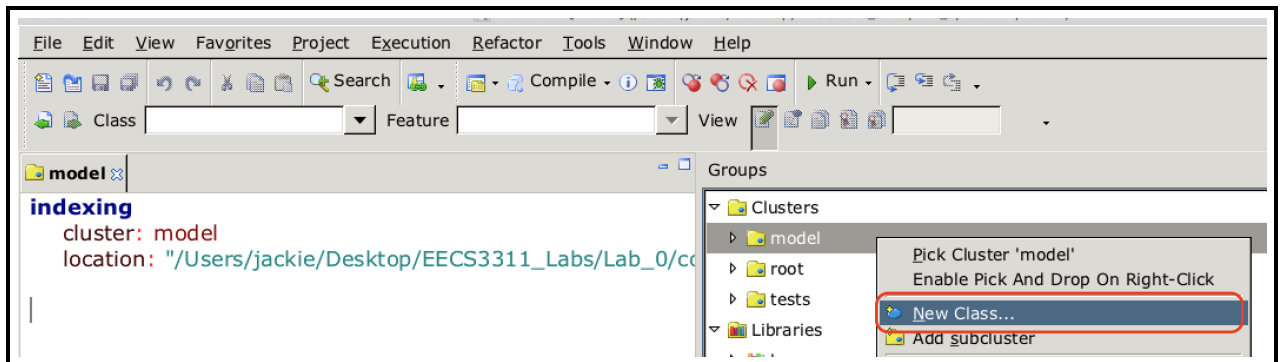 File Edit View Favorites Project Execution Refactor Tools Window Help
Search Compile Run
Class Feature View
model Groups
indexing
cluster: model
location: "/Users/jackie/Desktop/EECS3311_Labs/Lab_0/co
Clusters
model
root
tests
Libraries
Pick Cluster 'model'
Enable Pick And Drop On Right-Click
New Class...
Add subcluster